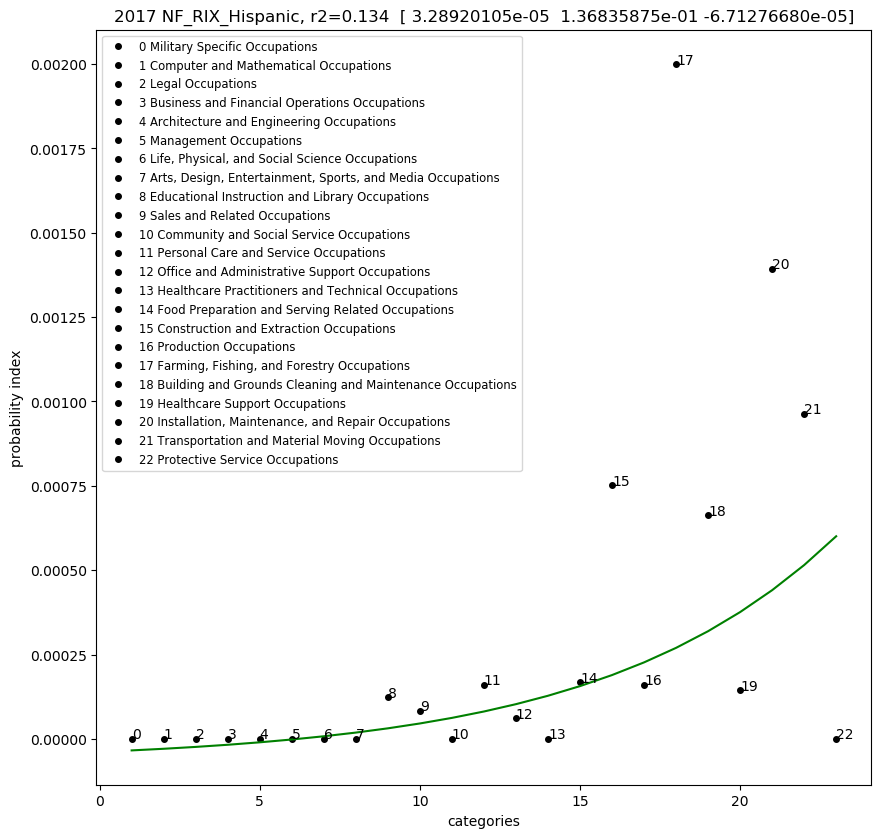 2017 NF_RIX_Hispanic, r2=0.134  [ 3.28920105e-05  1.36835875e-01 -6.71276680e-05]
0 Military Specific Occupations
1 Computer and Mathematical Occupations
2 Legal Occupations
3 Business and Financial Operations Occupations
4 Architecture and Engineering Occupations
5 Management Occupations
6 Life, Physical, and Social Science Occupations
7 Arts, Design, Entertainment, Sports, and Media Occupations
8 Educational Instruction and Library Occupations
9 Sales and Related Occupations
10 Community and Social Service Occupations
11 Personal Care and Service Occupations
12 Office and Administrative Support Occupations
13 Healthcare Practitioners and Technical Occupations
14 Food Preparation and Serving Related Occupations
15 Construction and Extraction Occupations
16 Production Occupations
17 Farming, Fishing, and Forestry Occupations
18 Building and Grounds Cleaning and Maintenance Occupations
19 Healthcare Support Occupations
20 Installation, Maintenance, and Repair Occupations
21 Transportation and Material Moving Occupations
22 Protective Service Occupations
probability index
0.00200
0.00175
0.00150
0.00125
0.00100
0.00075
0.00050
0.00025
0.00000
17
20
21
15
18
14
16
19
11
8
9
12
0
1
2
3
4
5
6
7
10
13
22
0
5
10
15
20
categories